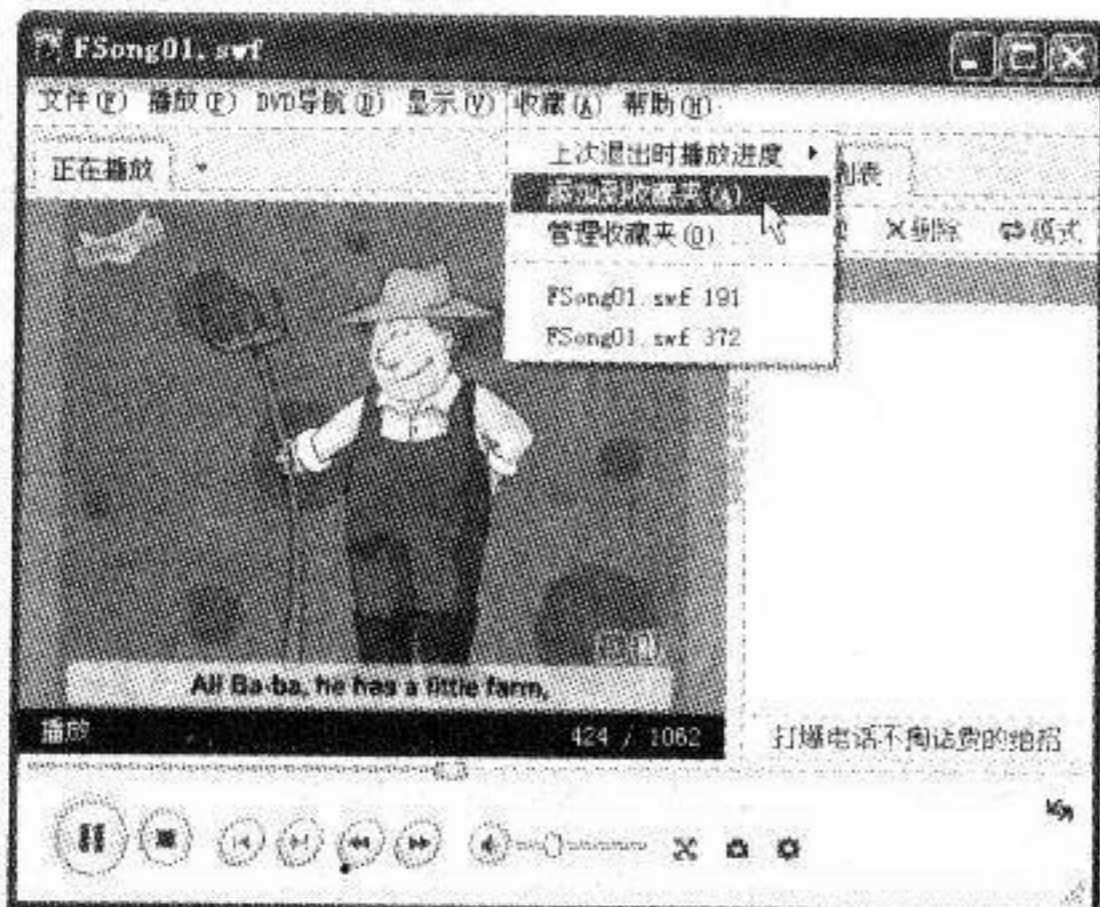 FSong01.swf
文件(F) 播放(P) DVD导航(D) 显示(V) 收藏(A) 帮助(H)
正在播放
上次退出时播放进度
列表
添加到收藏夹(A)
管理收藏夹(O)...
删除 模式
FSong01.swf 191
FSong01.swf 372
Ali Ba-ba, he has a little farm,
播放 424 / 1062
打爆电话不掏话费的绝招